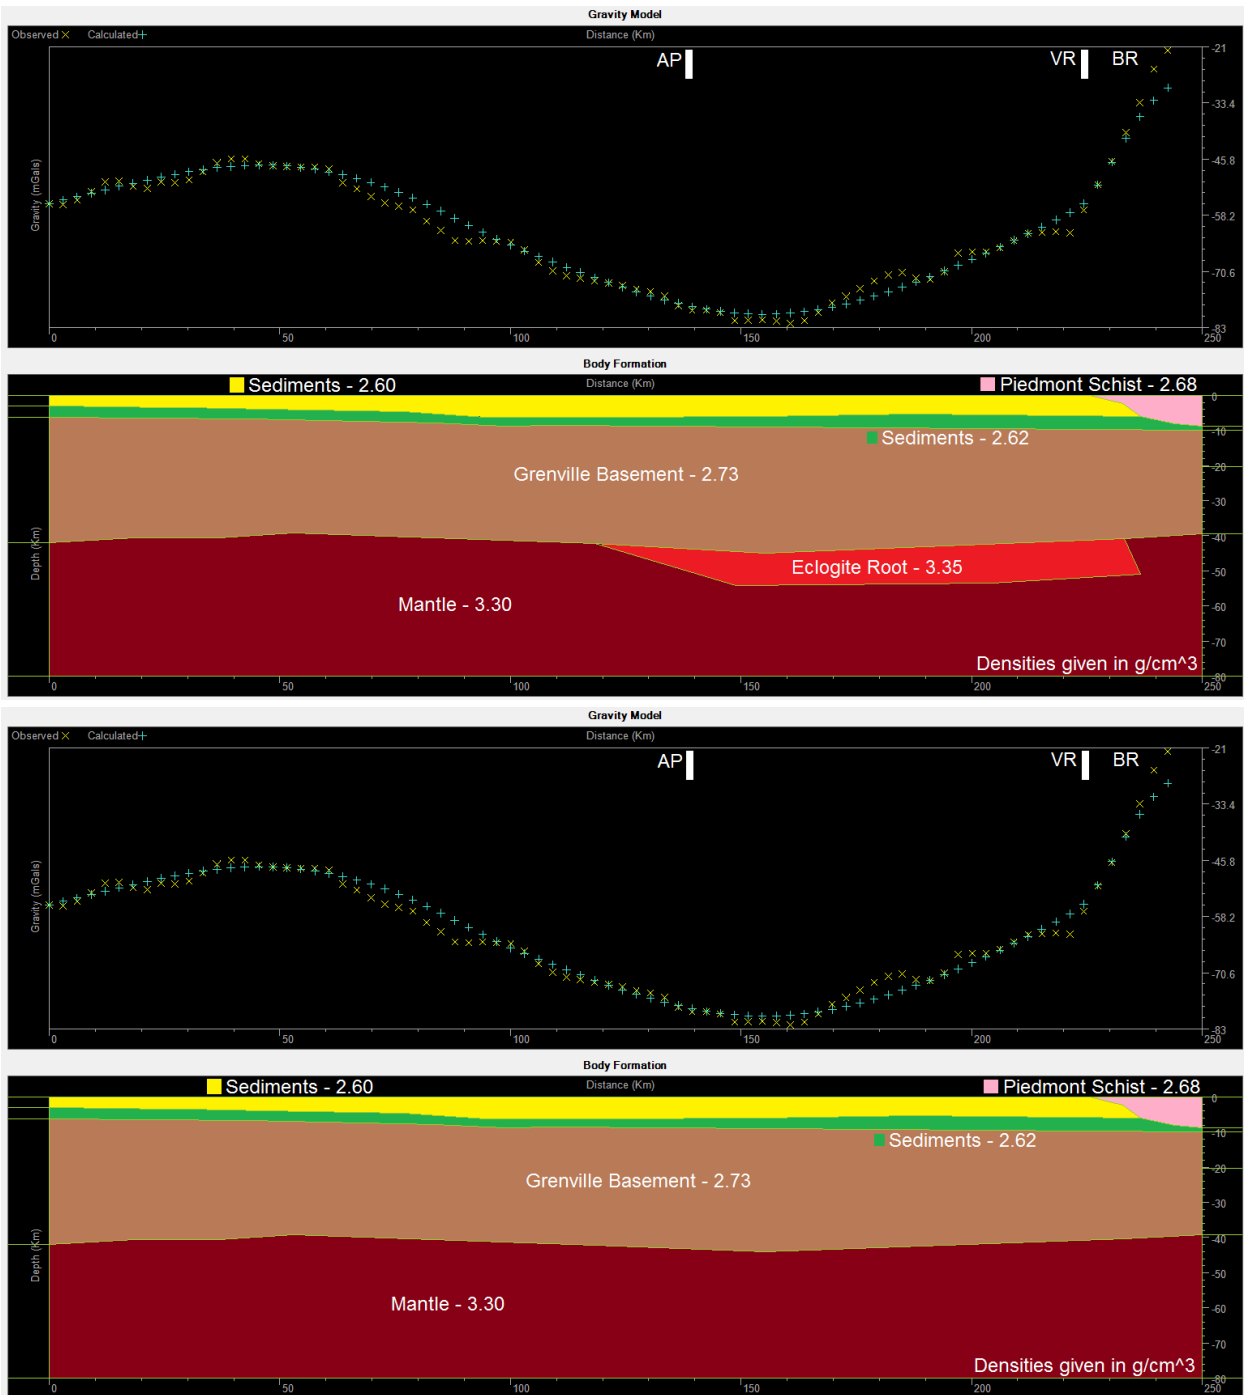 Gravity Model
Observed × Calculated+ Distance (Km)
AP VR BR
Gravity (mGals)
-21
-33.4
-45.8
-58.2
-70.6
-83
0 50 100 150 200 250
Body Formation
Sediments - 2.60 Distance (Km) Piedmont Schist - 2.68
Sediments - 2.62
Grenville Basement - 2.73
Eclogite Root - 3.35
Mantle - 3.30
Densities given in g/cm^3
Depth (Km)
0
-10
-20
-30
-40
-50
-60
-70
-80
0 50 100 150 200 250
Gravity Model
Observed × Calculated+ Distance (Km)
AP VR BR
Gravity (mGals)
-21
-33.4
-45.8
-58.2
-70.6
-83
0 50 100 150 200 250
Body Formation
Sediments - 2.60 Distance (Km) Piedmont Schist - 2.68
Sediments - 2.62
Grenville Basement - 2.73
Mantle - 3.30
Densities given in g/cm^3
Depth (Km)
0
-10
-20
-30
-40
-50
-60
-70
-80
0 50 100 150 200 250